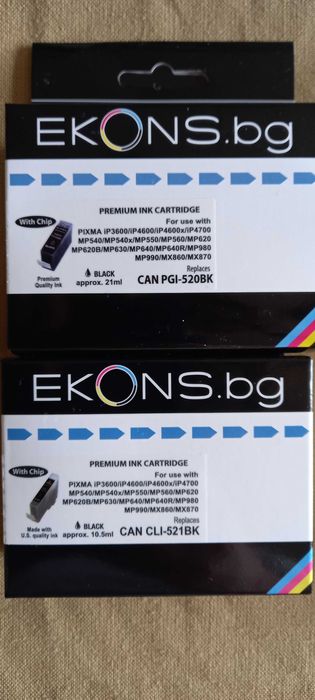 EKONS.bg
With Chip
PREMIUM INK CARTRIDGE
For use with
PIXMA iP3600/iP4600/iP4600x/iP4700
MP540/MP540x/MP550/MP560/MP620
MP620B/MP630/MP640/MP640R/MP980
MP990/MX860/MX870
Premium
Quality Ink
BLACK
approx. 21ml
Replaces
CAN PGI-520BK
EKONS.bg
With Chip
PREMIUM INK CARTRIDGE
For use with
PIXMA iP3600/iP4600/iP4600x/iP4700
MP540/MP540x/MP550/MP560/MP620
MP620B/MP630/MP640/MP640R/MP980
MP990/MX860/MX870
Made with
U.S. quality ink
BLACK
approx. 10.5ml
Replaces
CAN CLI-521BK